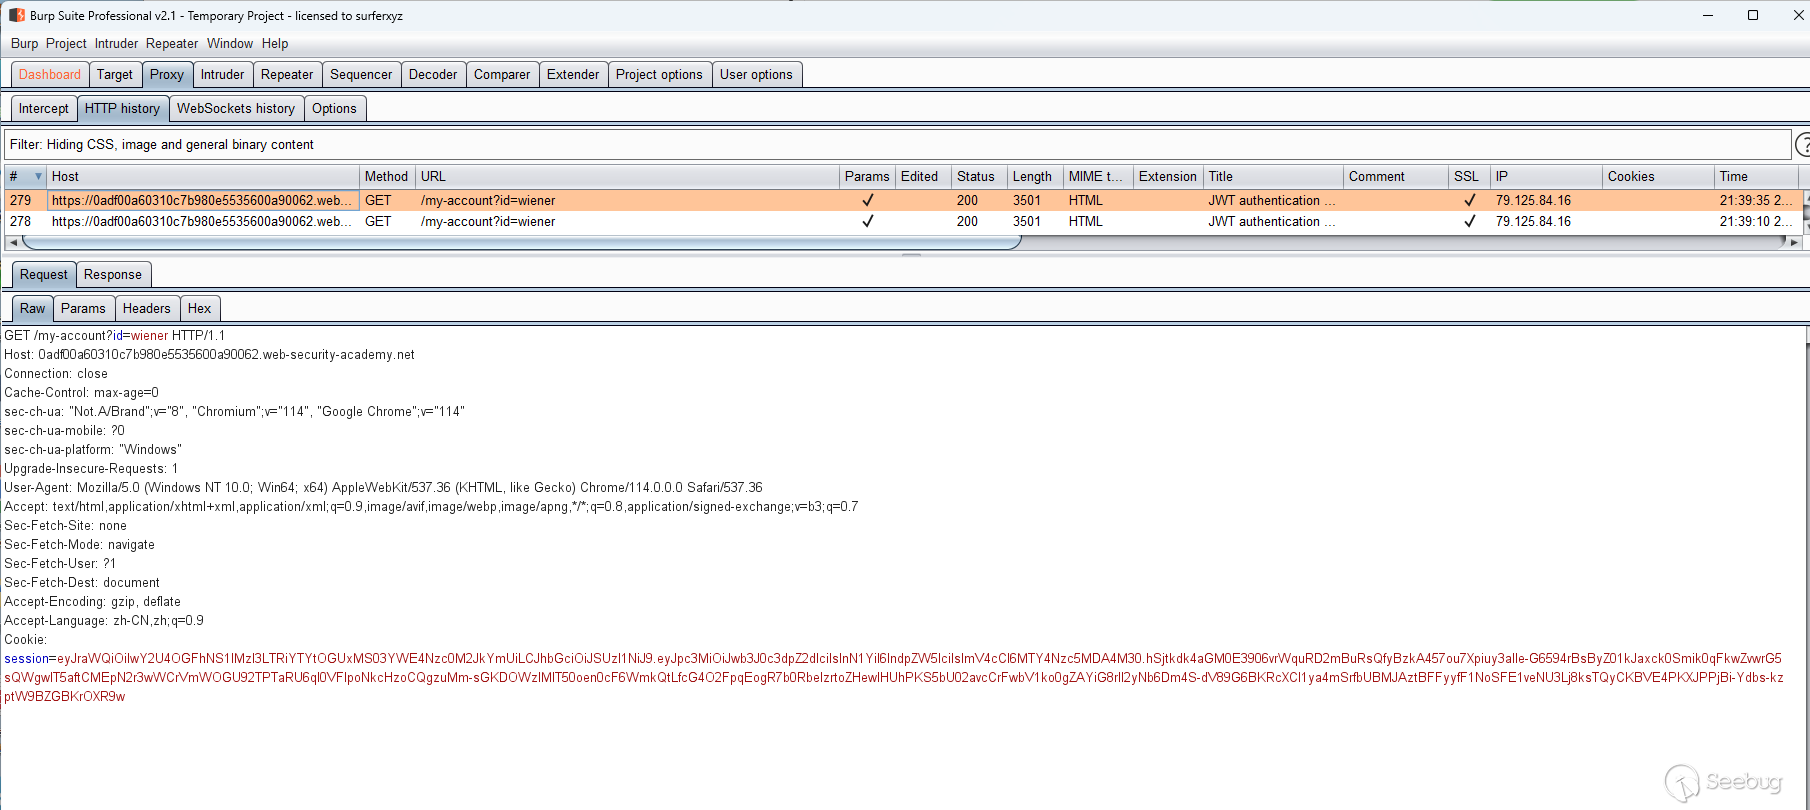 Burp Suite Professional v2.1 - Temporary Project - licensed to surferxyz
Burp Project Intruder Repeater Window Help
Dashboard Target Proxy Intruder Repeater Sequencer Decoder Comparer Extender Project options User options
Intercept HTTP history WebSockets history Options
Filter: Hiding CSS, image and general binary content
# Host Method URL Params Edited Status Length MIME t... Extension Title Comment SSL IP Cookies Time
279 https://0adf00a60310c7b980e5535600a90062.web... GET /my-account?id=wiener ✓ 200 3501 HTML JWT authentication ... ✓ 79.125.84.16 21:39:35 2...
278 https://0adf00a60310c7b980e5535600a90062.web... GET /my-account?id=wiener ✓ 200 3501 HTML JWT authentication ... ✓ 79.125.84.16 21:39:10 2...
Request Response
Raw Params Headers Hex
GET /my-account?id=wiener HTTP/1.1
Host: 0adf00a60310c7b980e5535600a90062.web-security-academy.net
Connection: close
Cache-Control: max-age=0
sec-ch-ua: "Not.A/Brand";v="8", "Chromium";v="114", "Google Chrome";v="114"
sec-ch-ua-mobile: ?0
sec-ch-ua-platform: "Windows"
Upgrade-Insecure-Requests: 1
User-Agent: Mozilla/5.0 (Windows NT 10.0; Win64; x64) AppleWebKit/537.36 (KHTML, like Gecko) Chrome/114.0.0.0 Safari/537.36
Accept: text/html,application/xhtml+xml,application/xml;q=0.9,image/avif,image/webp,image/apng,*/*;q=0.8,application/signed-exchange;v=b3;q=0.7
Sec-Fetch-Site: none
Sec-Fetch-Mode: navigate
Sec-Fetch-User: ?1
Sec-Fetch-Dest: document
Accept-Encoding: gzip, deflate
Accept-Language: zh-CN,zh;q=0.9
Cookie:
session=
Seebug